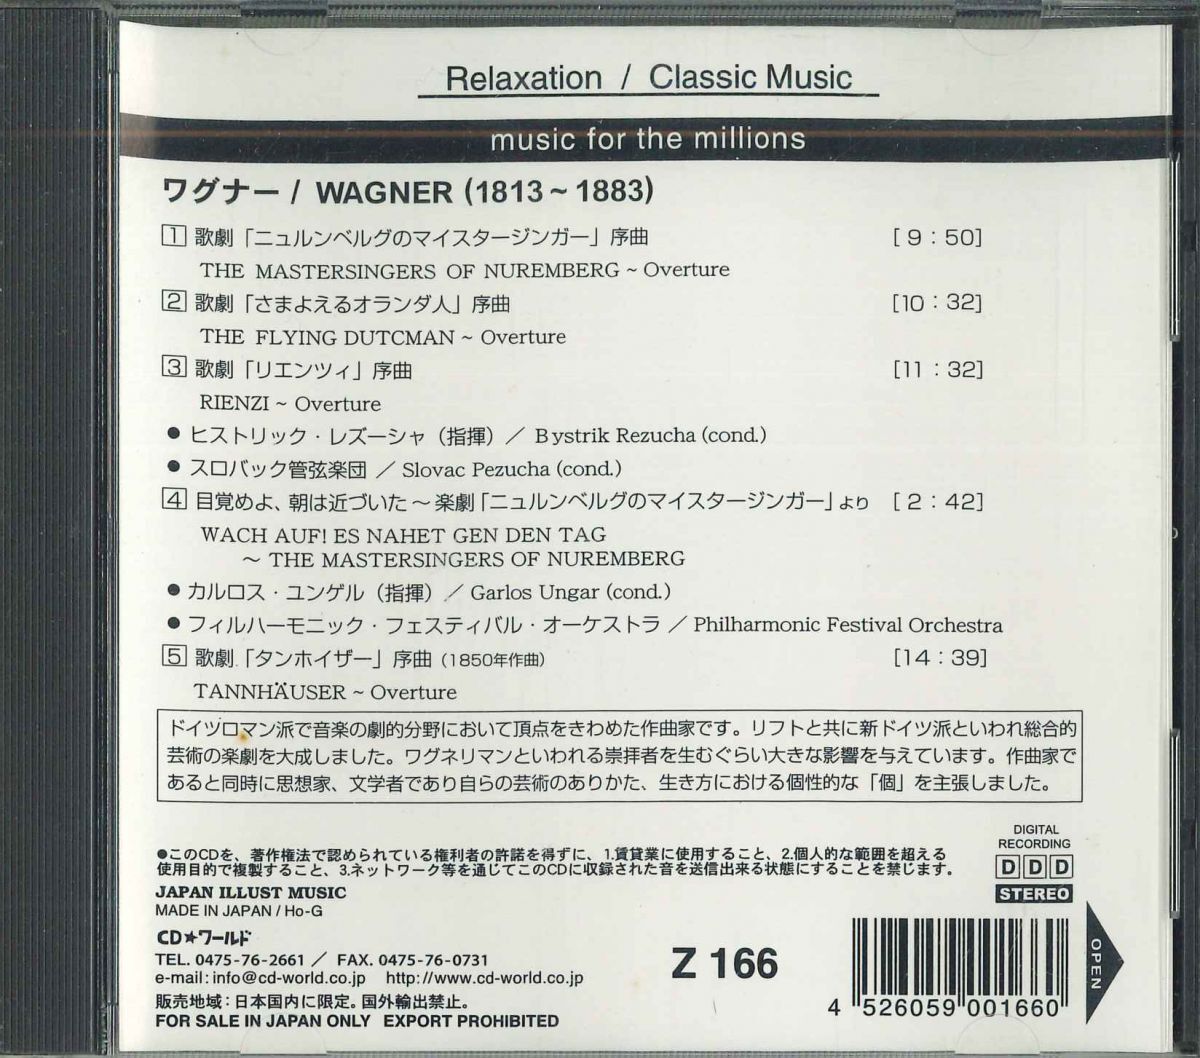 Relaxation / Classic Music
music for the millions
ワグナー / WAGNER (1813～1883)
1 歌劇「ニュルンベルグのマイスタージンガー」序曲 [ 9：50]
THE MASTERSINGERS OF NUREMBERG ~ Overture
2 歌劇「さまよえるオランダ人」序曲 [10：32]
THE FLYING DUTCMAN ~ Overture
3 歌劇「リエンツィ」序曲 [11：32]
RIENZI ~ Overture
● ヒストリック・レズーシャ（指揮）／ Bystrik Rezucha (cond.)
● スロバック管弦楽団 ／ Slovac Pezucha (cond.)
4 目覚めよ、朝は近づいた～楽劇「ニュルンベルグのマイスタージンガー」より [ 2：42]
WACH AUF! ES NAHET GEN DEN TAG
～ THE MASTERSINGERS OF NUREMBERG
● カルロス・ユンゲル（指揮）／ Garlos Ungar (cond.)
● フィルハーモニック・フェスティバル・オーケストラ ／ Philharmonic Festival Orchestra
5 歌劇「タンホイザー」序曲（1850年作曲） [14：39]
TANNHÄUSER ~ Overture
ドイツロマン派で音楽の劇的分野において頂点をきわめた作曲家です。リフトと共に新ドイツ派といわれ総合的
芸術の楽劇を大成しました。ワグネリマンといわれる崇拝者を生むぐらい大きな影響を与えています。作曲家で
あると同時に思想家、文学者であり自らの芸術のありかた、生き方における個性的な「個」を主張しました。
●このCDを、著作権法で認められている権利者の許諾を得ずに、1.賃貸業に使用すること、2.個人的な範囲を超える
使用目的で複製すること、3.ネットワーク等を通じてこのCDに収録された音を送信出来る状態にすることを禁じます。
JAPAN ILLUST MUSIC
MADE IN JAPAN / Ho-G
CD★ワールド
TEL. 0475-76-2661 ／ FAX. 0475-76-0731
e-mail: info@cd-world.co.jp http://www.cd-world.co.jp
販売地域：日本国内に限定。国外輸出禁止。
FOR SALE IN JAPAN ONLY EXPORT PROHIBITED
Z 166
DIGITAL
RECORDING
DDD
STEREO
4 526059 001660
OPEN